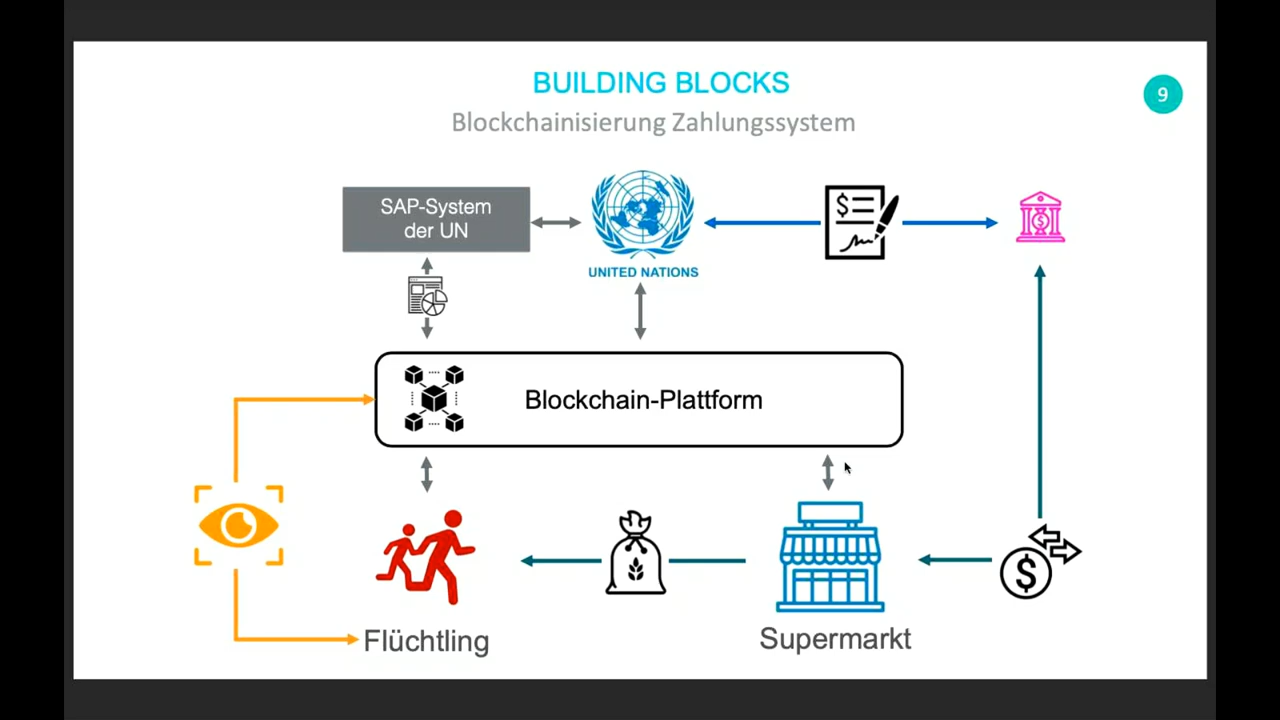 BUILDING BLOCKS
9
Blockchainisierung Zahlungssystem
SAP-System
der UN
$
$
UNITED NATIONS
Blockchain-Plattform
$
Flüchtling
Supermarkt